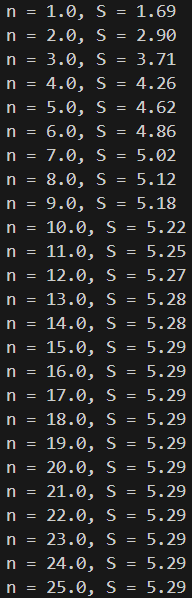 n = 1.0, S = 1.69
n = 2.0, S = 2.90
n = 3.0, S = 3.71
n = 4.0, S = 4.26
n = 5.0, S = 4.62
n = 6.0, S = 4.86
n = 7.0, S = 5.02
n = 8.0, S = 5.12
n = 9.0, S = 5.18
n = 10.0, S = 5.22
n = 11.0, S = 5.25
n = 12.0, S = 5.27
n = 13.0, S = 5.28
n = 14.0, S = 5.28
n = 15.0, S = 5.29
n = 16.0, S = 5.29
n = 17.0, S = 5.29
n = 18.0, S = 5.29
n = 19.0, S = 5.29
n = 20.0, S = 5.29
n = 21.0, S = 5.29
n = 22.0, S = 5.29
n = 23.0, S = 5.29
n = 24.0, S = 5.29
n = 25.0, S = 5.29